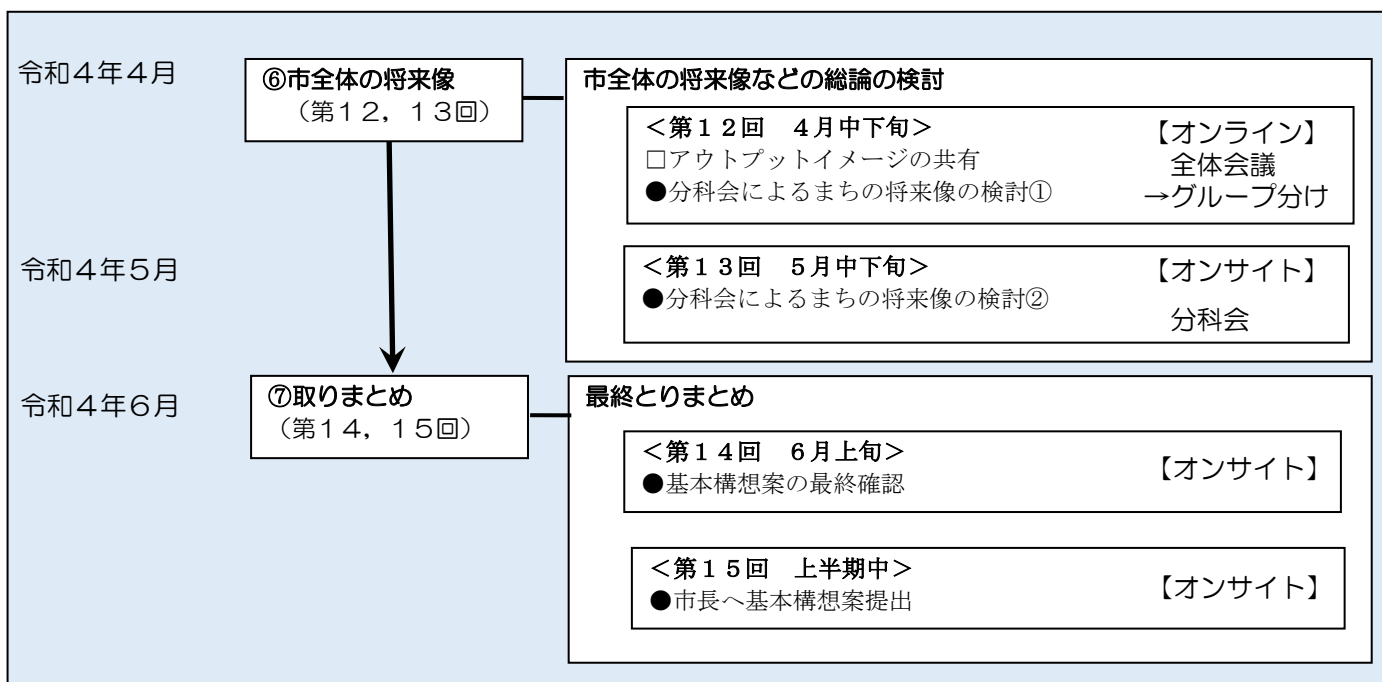 令和４年４月
⑥市全体の将来像
（第１２，１３回）
市全体の将来像などの総論の検討
＜第１２回　４月中下旬＞
□アウトプットイメージの共有
●分科会によるまちの将来像の検討①
【オンライン】
全体会議
→グループ分け
令和４年５月
＜第１３回　５月中下旬＞
●分科会によるまちの将来像の検討②
【オンサイト】
分科会
令和４年６月
⑦取りまとめ
（第１４，１５回）
最終とりまとめ
＜第１４回　６月上旬＞
●基本構想案の最終確認
【オンサイト】
＜第１５回　上半期中＞
●市長へ基本構想案提出
【オンサイト】